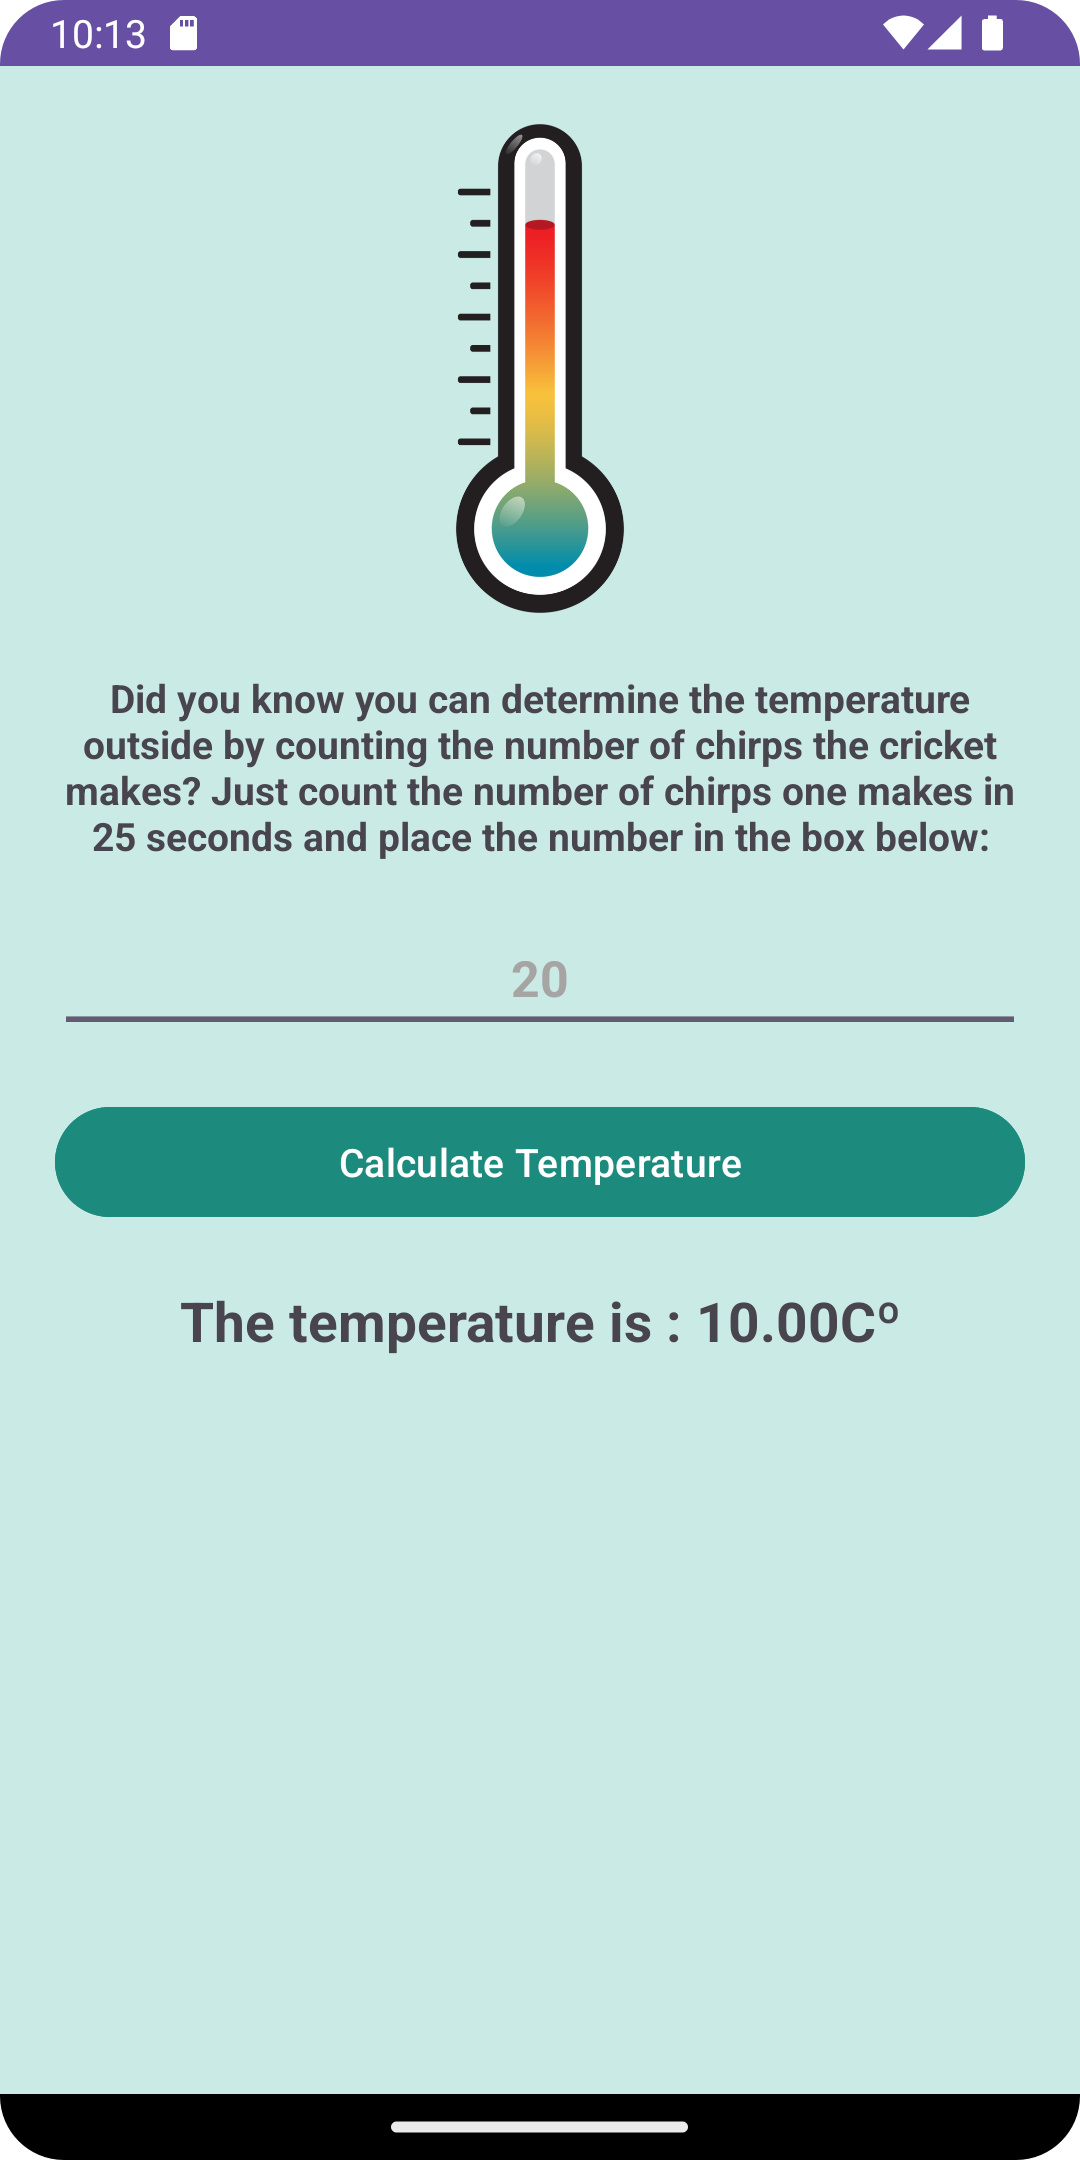 10:13
Did you know you can determine the temperature
outside by counting the number of chirps the cricket
makes? Just count the number of chirps one makes in
25 seconds and place the number in the box below:
20
Calculate Temperature
The temperature is : 10.00Cº